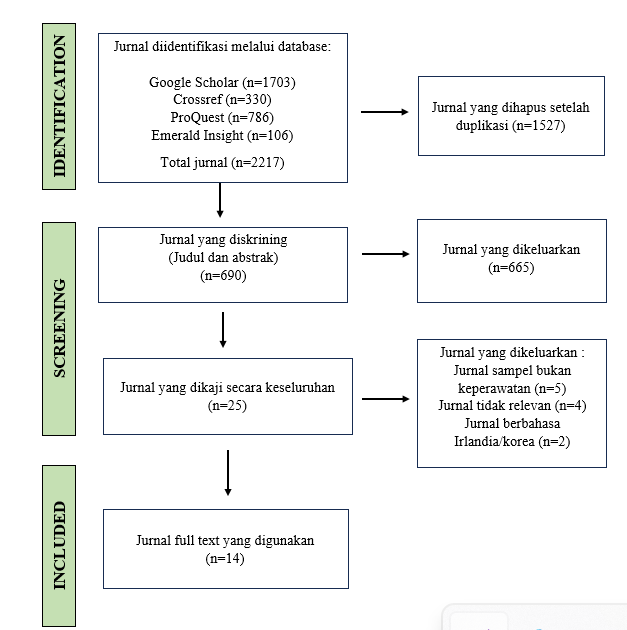 IDENTIFICATION
Jurnal diidentifikasi melalui database:
Google Scholar (n=1703)
Crossref (n=330)
ProQuest (n=786)
Emerald Insight (n=106)
Total jurnal (n=2217)
Jurnal yang dihapus setelah
duplikasi (n=1527)
SCREENING
Jurnal yang diskrining
(Judul dan abstrak)
(n=690)
Jurnal yang dikeluarkan
(n=665)
Jurnal yang dikaji secara keseluruhan
(n=25)
Jurnal yang dikeluarkan :
Jurnal sampel bukan
keperawatan (n=5)
Jurnal tidak relevan (n=4)
Jurnal berbahasa
Irlandia/korea (n=2)
INCLUDED
Jurnal full text yang digunakan
(n=14)